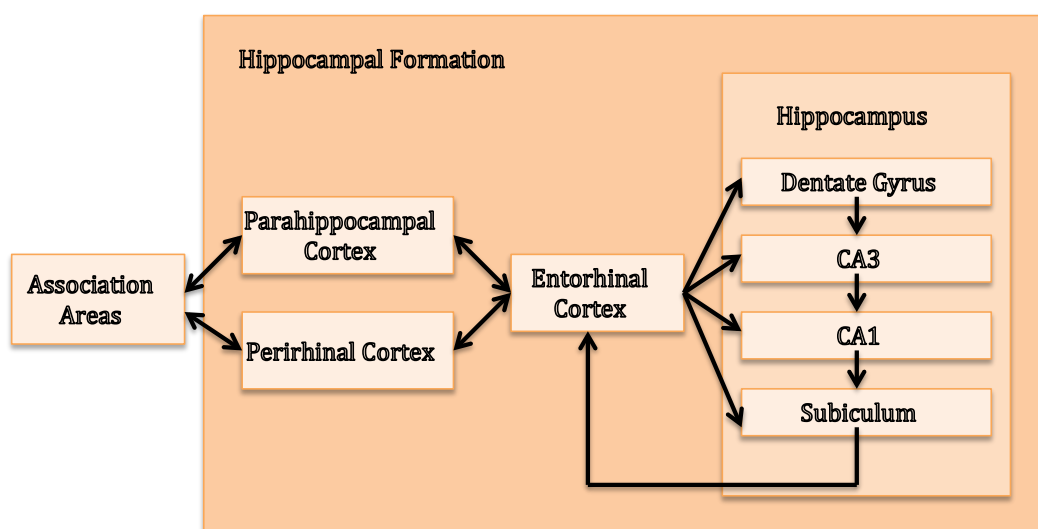 Hippocampal Formation
Hippocampus
Dentate Gyrus
Parahippocampal
Cortex
CA3
Association
Areas
Entorhinal
Cortex
CA1
Perirhinal Cortex
Subiculum